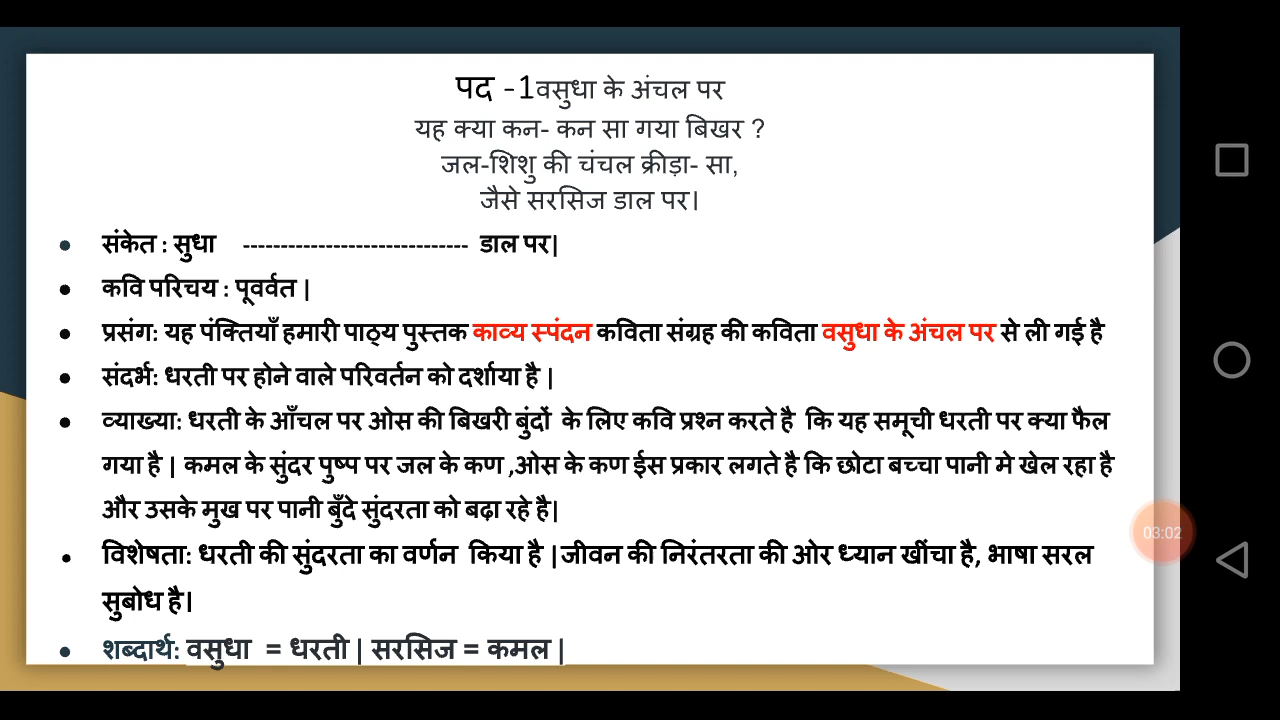 पद -1वसुधा के अंचल पर
यह क्या कन- कन सा गया बिखर ?
जल-शिशु की चंचल क्रीड़ा- सा,
जैसे सरसिज डाल पर।
● संकेत : सुधा ------------------------------ डाल पर|
● कवि परिचय : पूवर्वत |
● प्रसंग: यह पंक्तियाँ हमारी पाठ्य पुस्तक काव्य स्पंदन कविता संग्रह की कविता वसुधा के अंचल पर से ली गई है
● संदर्भ: धरती पर होने वाले परिवर्तन को दर्शाया है |
● व्याख्या: धरती के आँचल पर ओस की बिखरी बुंदों के लिए कवि प्रश्न करते है कि यह समूची धरती पर क्या फैल
गया है | कमल के सुंदर पुष्प पर जल के कण ,ओस के कण ईस प्रकार लगते है कि छोटा बच्चा पानी मे खेल रहा है
और उसके मुख पर पानी बुँदे सुंदरता को बढ़ा रहे है|
● विशेषता: धरती की सुंदरता का वर्णन किया है |जीवन की निरंतरता की ओर ध्यान खींचा है, भाषा सरल
सुबोध है।
● शब्दार्थ: वसुधा = धरती | सरसिज = कमल |
03:02